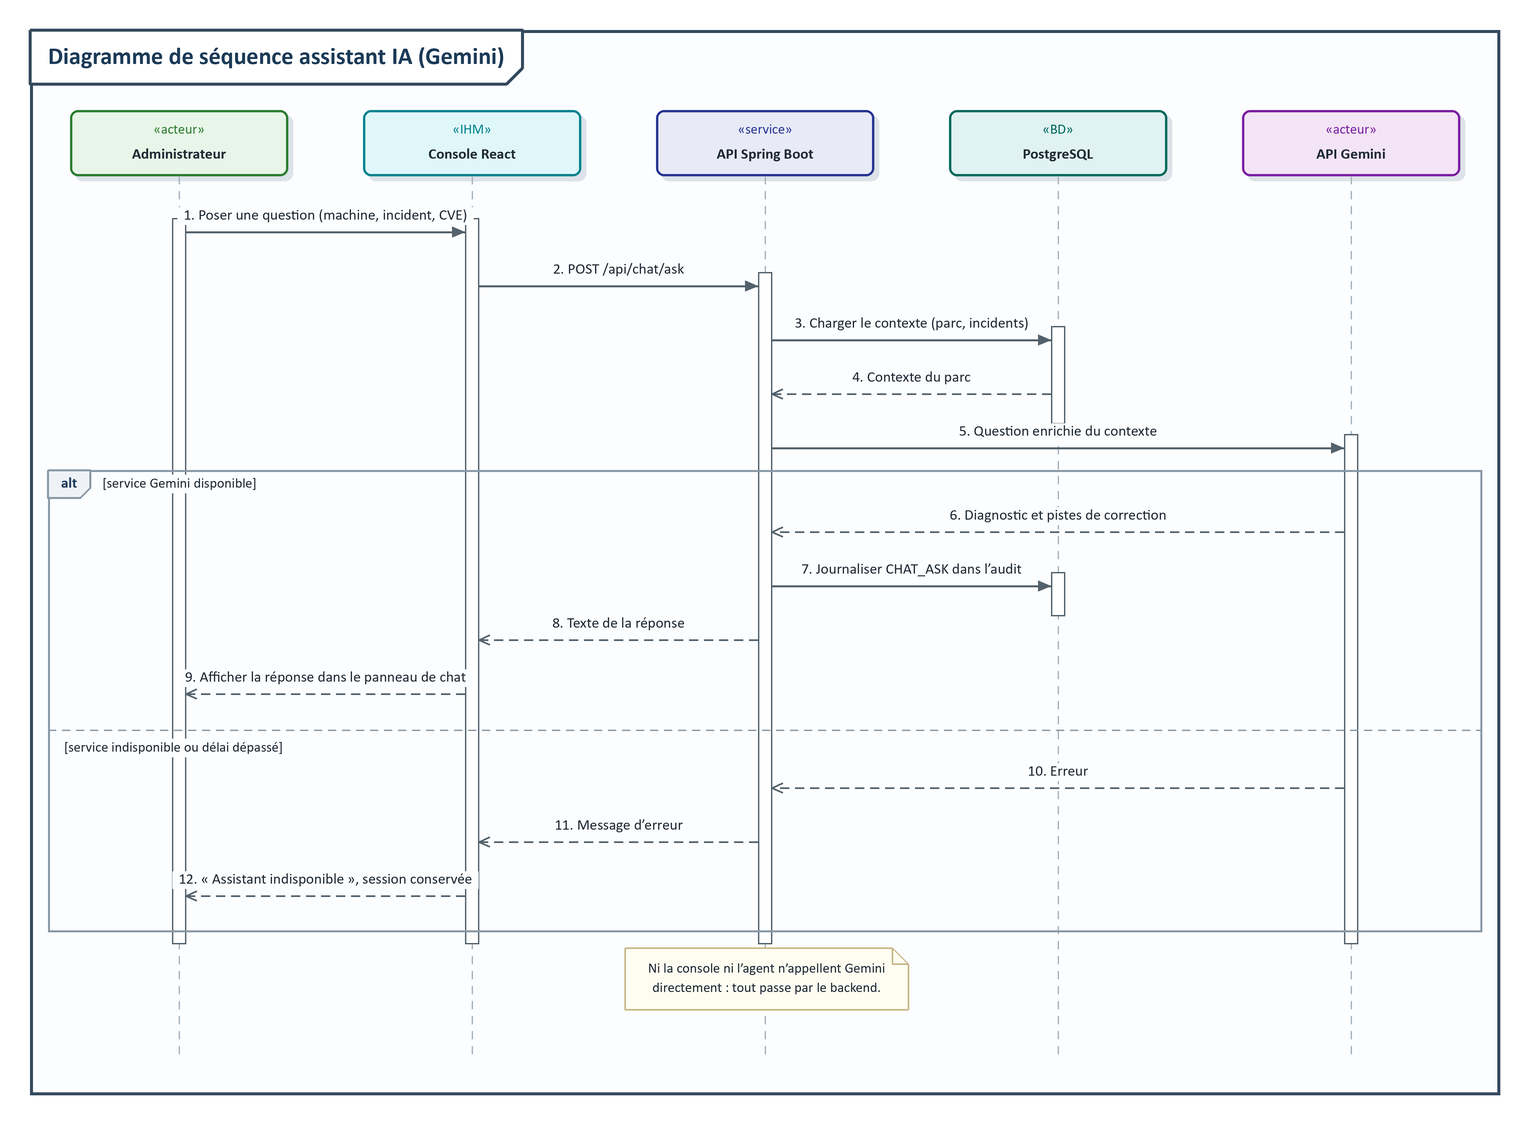 Diagramme de séquence assistant IA (Gemini)
«acteur»
Administrateur
«IHM»
Console React
«service»
API Spring Boot
«BD»
PostgreSQL
«acteur»
API Gemini
1. Poser une question (machine, incident, CVE)
2. POST /api/chat/ask
3. Charger le contexte (parc, incidents)
4. Contexte du parc
5. Question enrichie du contexte
alt
[service Gemini disponible]
6. Diagnostic et pistes de correction
7. Journaliser CHAT_ASK dans l’audit
8. Texte de la réponse
9. Afficher la réponse dans le panneau de chat
[service indisponible ou délai dépassé]
10. Erreur
11. Message d’erreur
12. « Assistant indisponible », session conservée
Ni la console ni l’agent n’appellent Gemini
directement : tout passe par le backend.